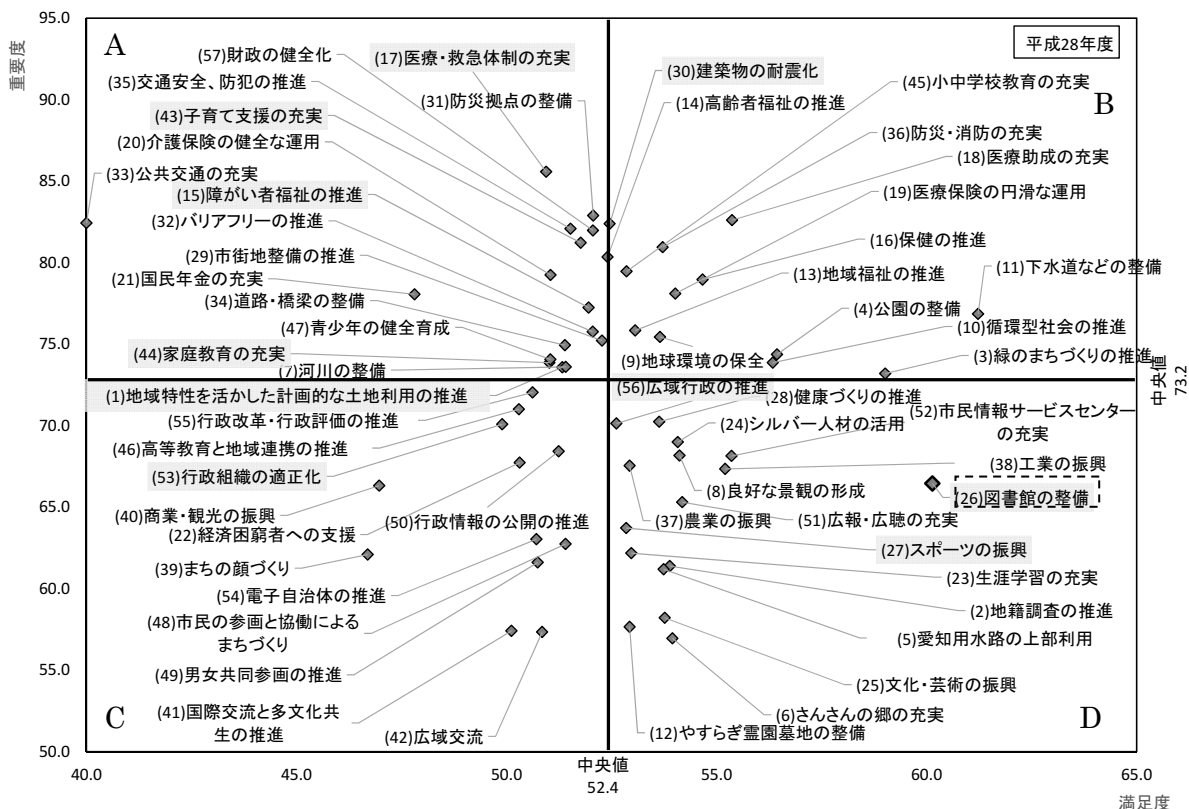 95.0
A
重要度
平成28年度
(57)財政の健全化
(17)医療・救急体制の充実
(35)交通安全、防犯の推進
(30)建築物の耐震化
(45)小中学校教育の充実
90.0
(31)防災拠点の整備
(14)高齢者福祉の推進
B
(43)子育て支援の充実
(36)防災・消防の充実
(20)介護保険の健全な運用
(18)医療助成の充実
85.0
(33)公共交通の充実
(15)障がい者福祉の推進
(19)医療保険の円滑な運用
(32)バリアフリーの推進
(16)保健の推進
80.0
(29)市街地整備の推進
(13)地域福祉の推進
(11)下水道などの整備
(21)国民年金の充実
(34)道路・橋梁の整備
(4)公園の整備
(47)青少年の健全育成
(10)循環型社会の推進
75.0
(44)家庭教育の充実
(9)地球環境の保全
(3)緑のまちづくりの推進
(7)河川の整備
中央値
73.2
(1)地域特性を活かした計画的な土地利用の推進
(56)広域行政の推進
(28)健康づくりの推進
(55)行政改革・行政評価の推進
(24)シルバー人材の活用
(52)市民情報サービスセンター
の充実
70.0
(46)高等教育と地域連携の推進
(53)行政組織の適正化
(38)工業の振興
(8)良好な景観の形成
(26)図書館の整備
65.0
(40)商業・観光の振興
(50)行政情報の公開の推進
(37)農業の振興
(51)広報・広聴の充実
(22)経済困窮者への支援
(27)スポーツの振興
(39)まちの顔づくり
(23)生涯学習の充実
60.0
(54)電子自治体の推進
(2)地籍調査の推進
(48)市民の参画と協働による
まちづくり
(5)愛知用水路の上部利用
(49)男女共同参画の推進
(25)文化・芸術の振興
55.0
C
(41)国際交流と多文化共
生の推進
(42)広域交流
(6)さんさんの郷の充実
(12)やすらぎ霊園墓地の整備
D
50.0
40.0
45.0
50.0
中央値
52.4
55.0
60.0
65.0
満足度